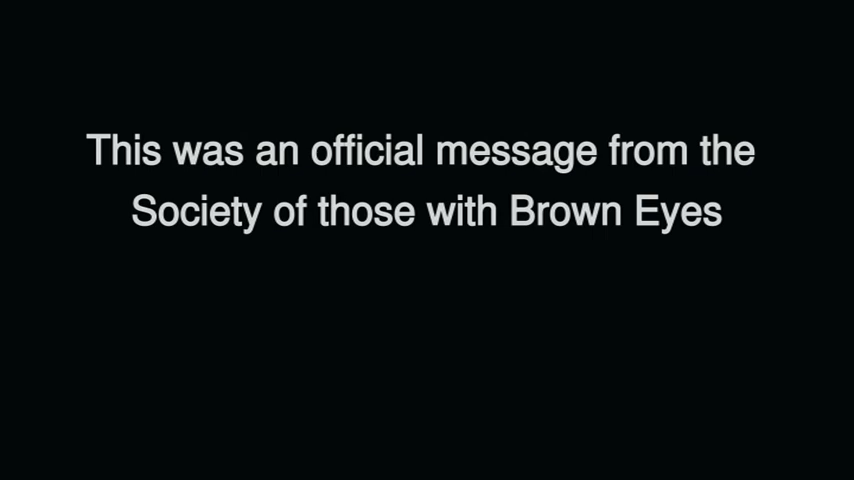 This was an official message from the
Society of those with Brown Eyes